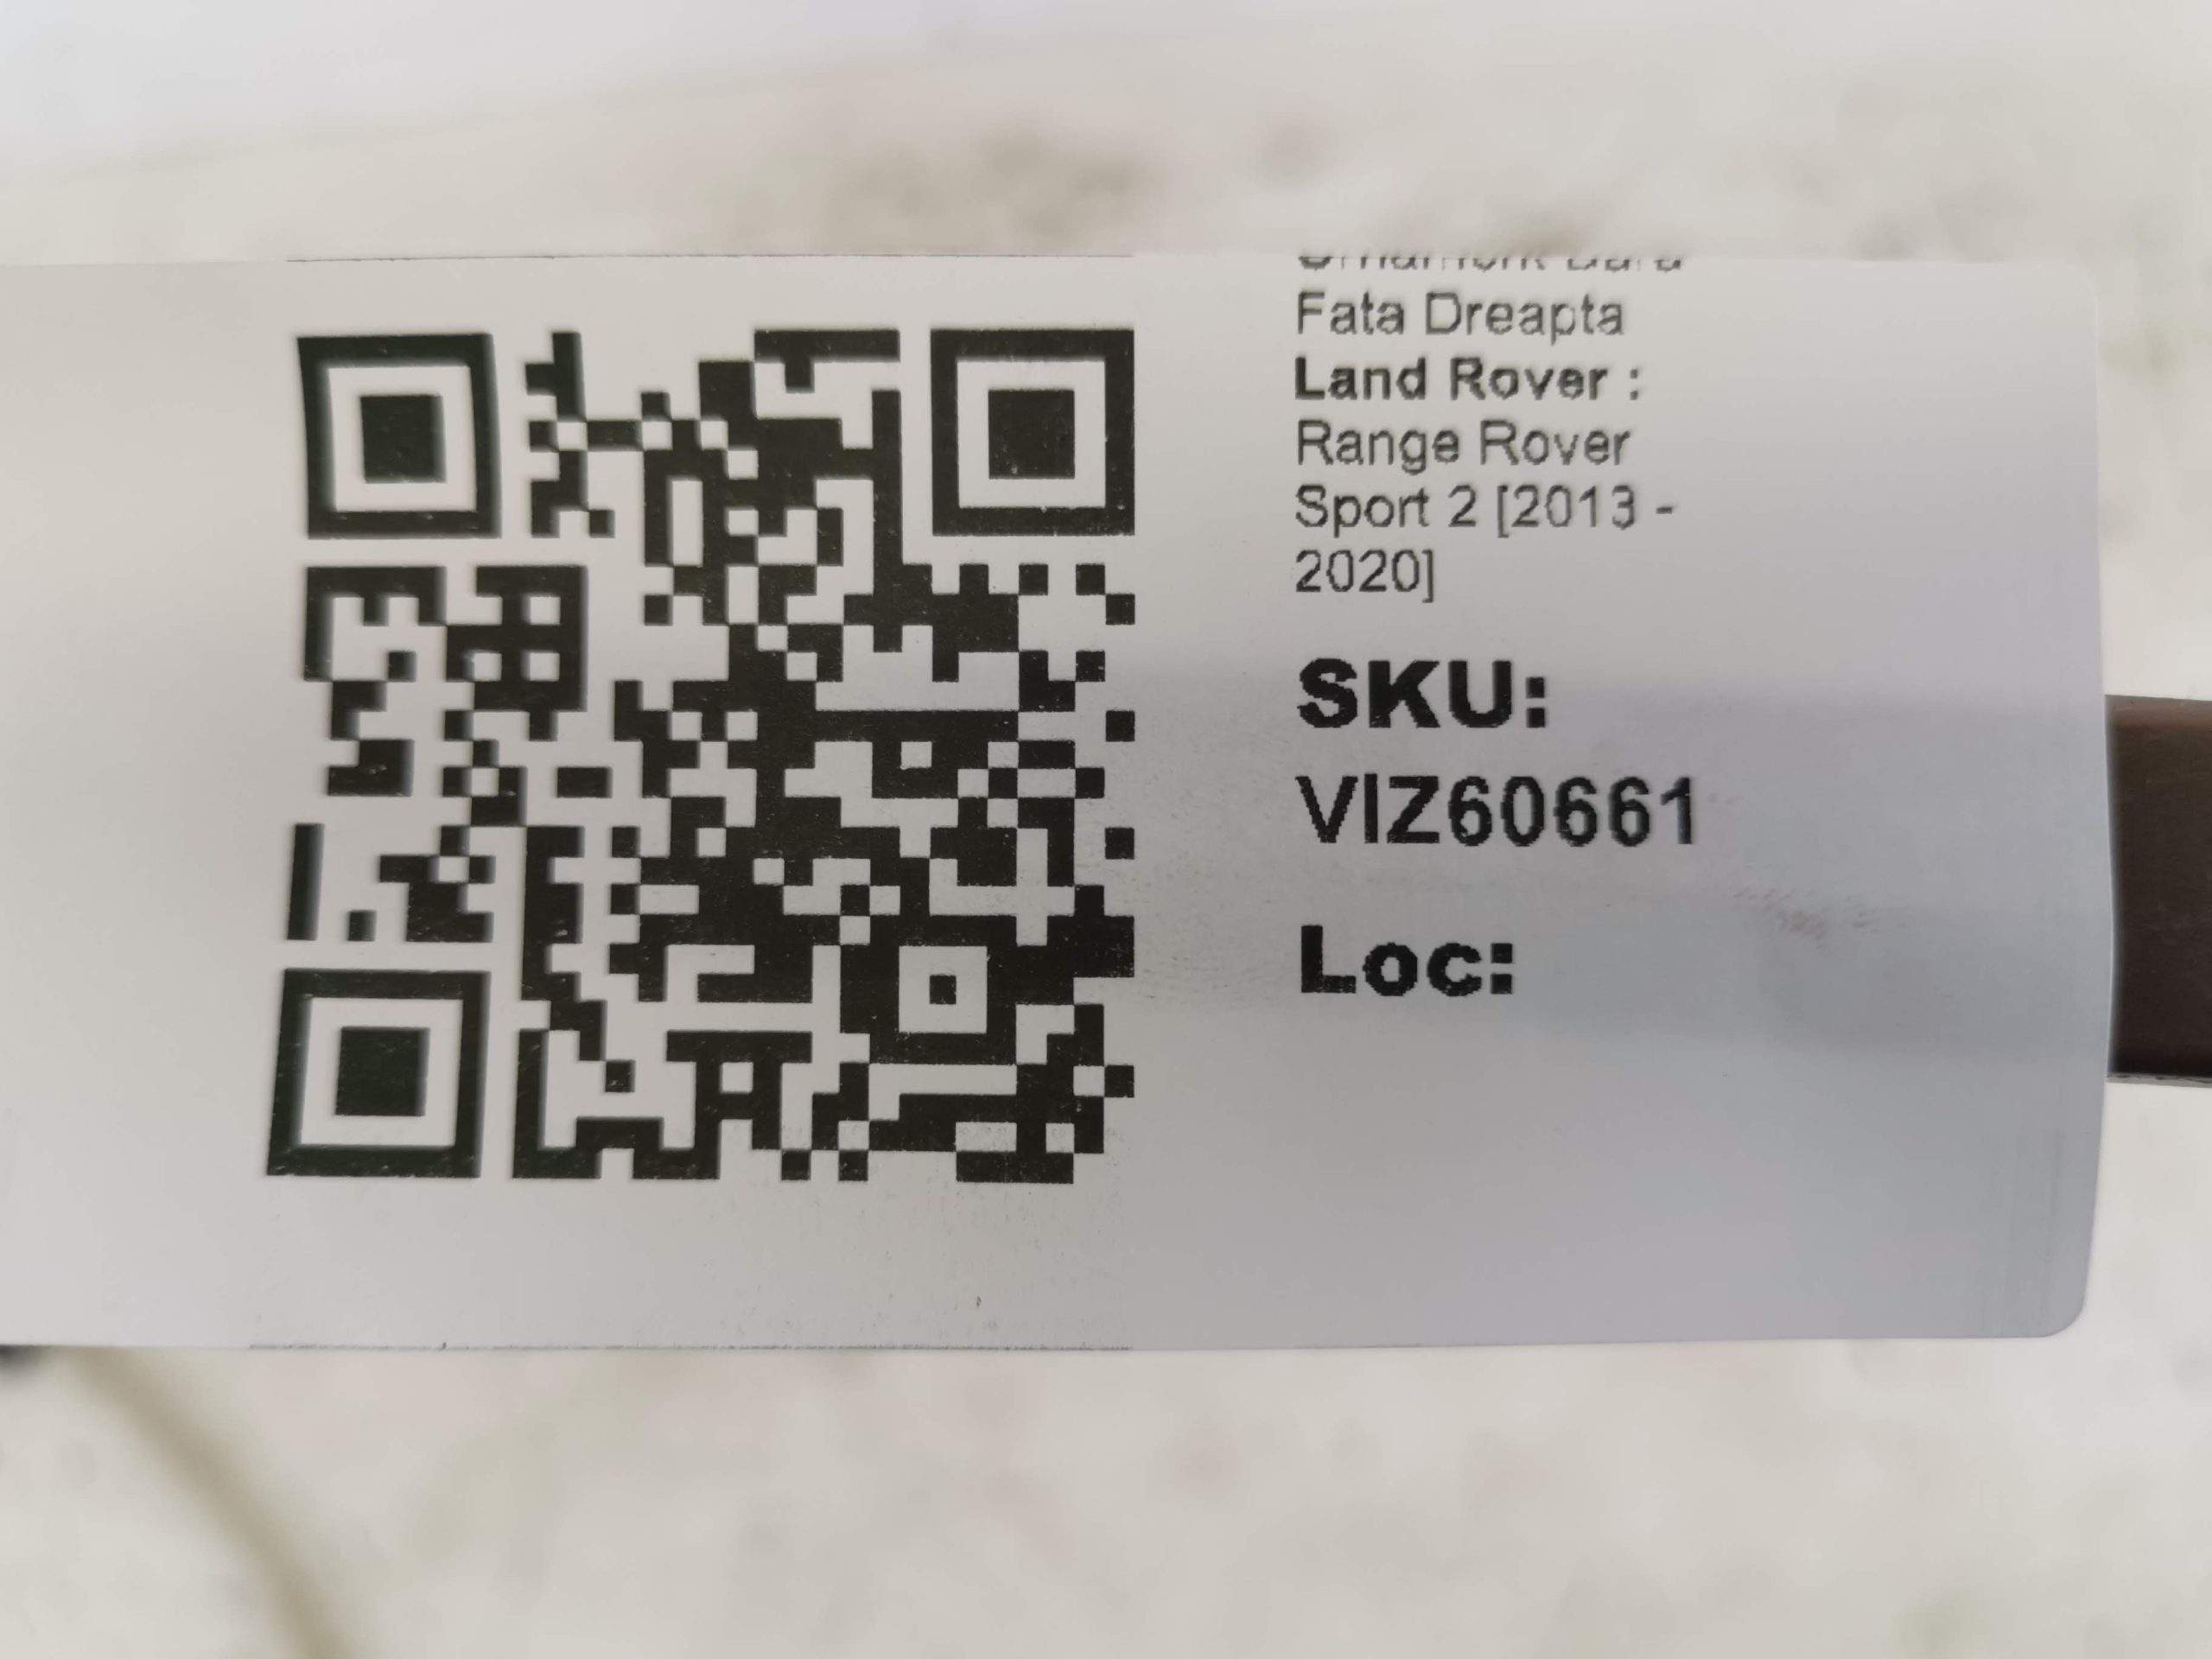 Fata Dreapta
Land Rover :
Range Rover
Sport 2 [2013 -
2020]
SKU:
VIZ60661
Loc: